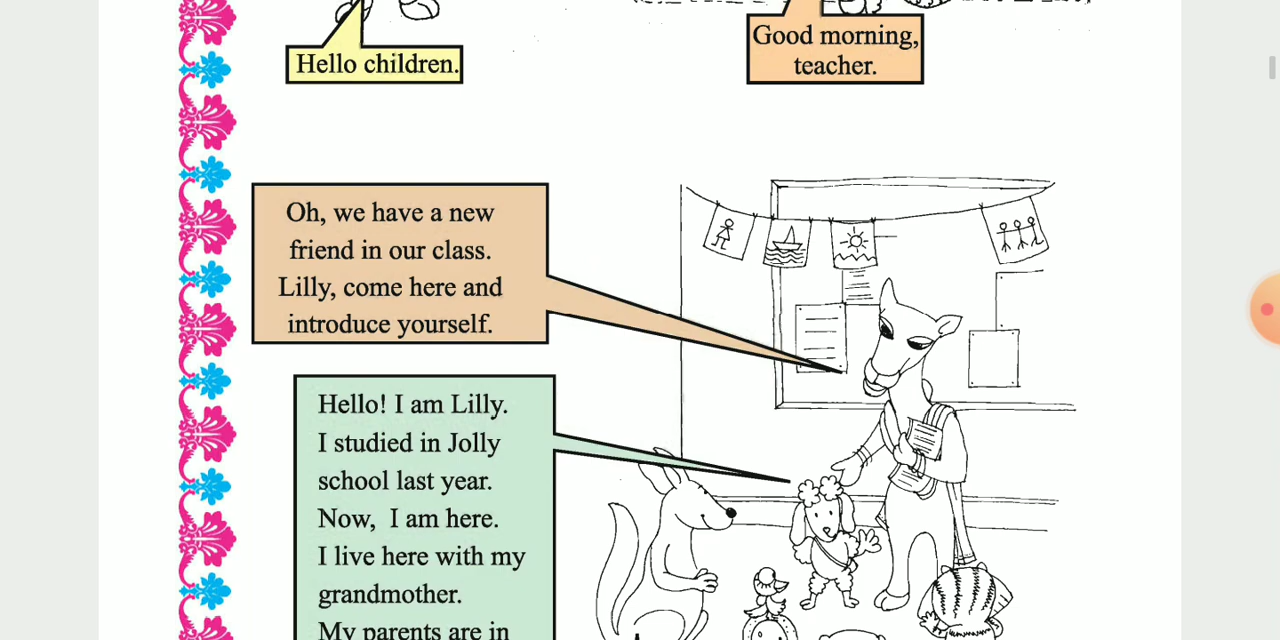 Hello children.
Good morning,
teacher.
Oh, we have a new
friend in our class.
Lilly, come here and
introduce yourself.
Hello! I am Lilly.
I studied in Jolly
school last year.
Now, I am here.
I live here with my
grandmother.
My parents are in